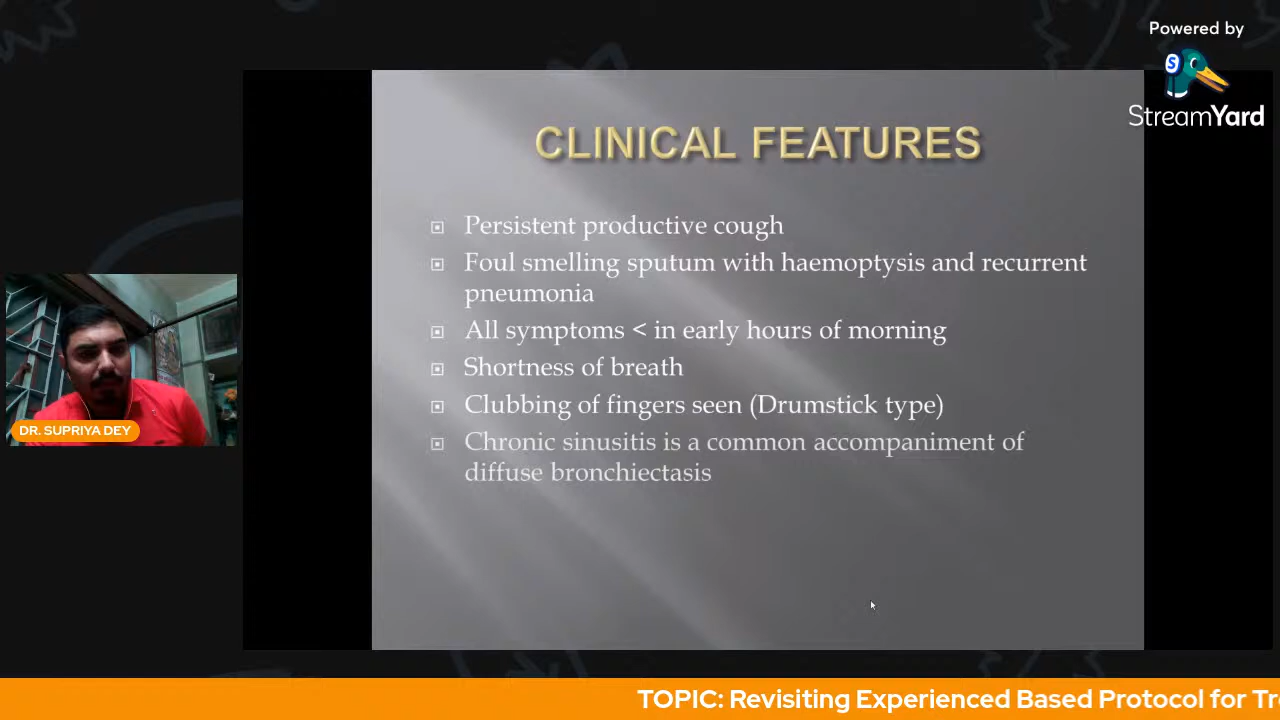 Powered by
StreamYard
CLINICAL FEATURES
Persistent productive cough
Foul smelling sputum with haemoptysis and recurrent
pneumonia
All symptoms < in early hours of morning
Shortness of breath
Clubbing of fingers seen (Drumstick type)
Chronic sinusitis is a common accompaniment of
diffuse bronchiectasis
DR. SUPRIYA DEY
TOPIC: Revisiting Experienced Based Protocol for Tr